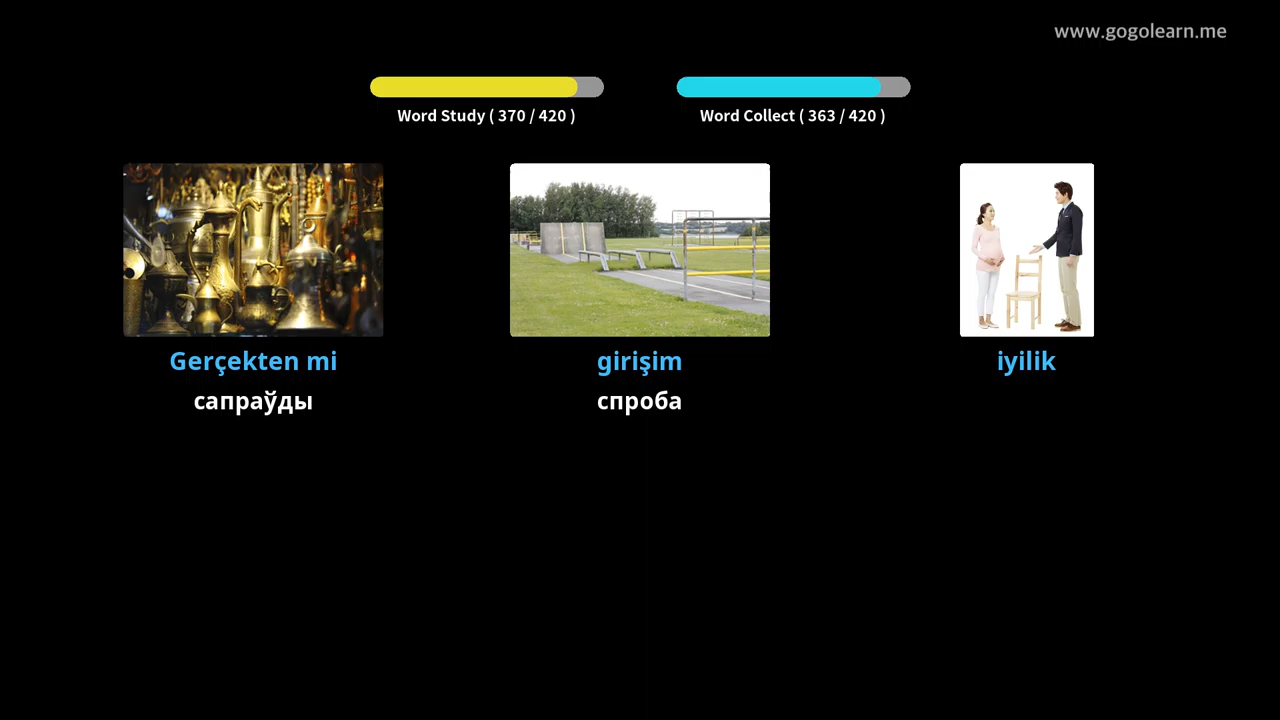 www.gogolearn.me
Word Study ( 370 / 420 )
Word Collect ( 363 / 420 )
Gerçekten mi
сапраўды
girişim
спроба
iyilik